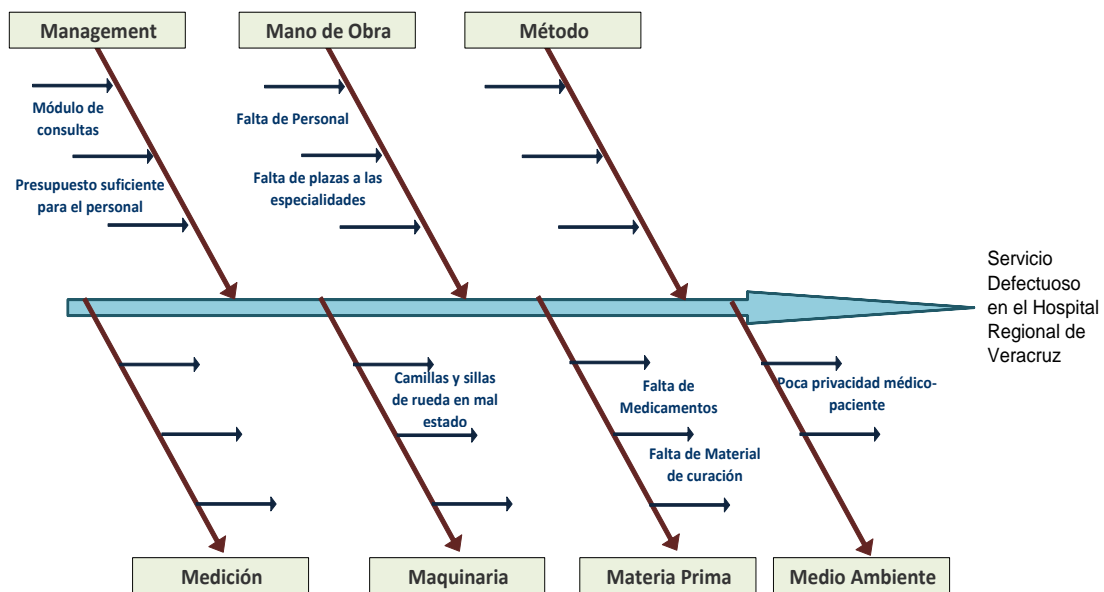 Management
Mano de Obra
Método
Módulo de
consultas
Presupuesto suficiente
para el personal
Falta de Personal
Falta de plazas a las
especialidades
Servicio
Defectuoso
en el Hospital
Regional de
Veracruz
Camillas y sillas
de rueda en mal
estado
Falta de
Medicamentos
Falta de Material
de curación
Poca privacidad médico-
paciente
Medición
Maquinaria
Materia Prima
Medio Ambiente